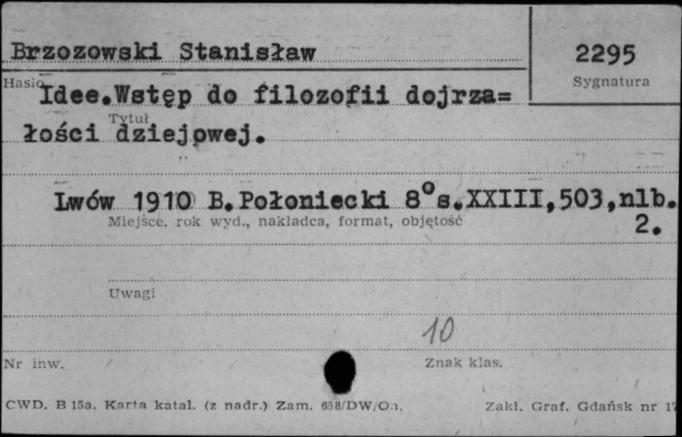 Brzozowski Stanisław
2295
Hasło
Sygnatura
Idee.Wstęp do filozofii dojrza=
Tytuł
łości dziejowej.
Lwów 1910 B.Połoniecki 8° s.XXIII,503,nlb.
2.
Miejsce, rok wyd., nakładca, format, objętość
Uwagi
10
Nr inw.
Znak klas.
CWD. B 15a. Karta katal. (z nadr.) Zam. 658/DW/
Zakł. Graf. Gdańsk nr